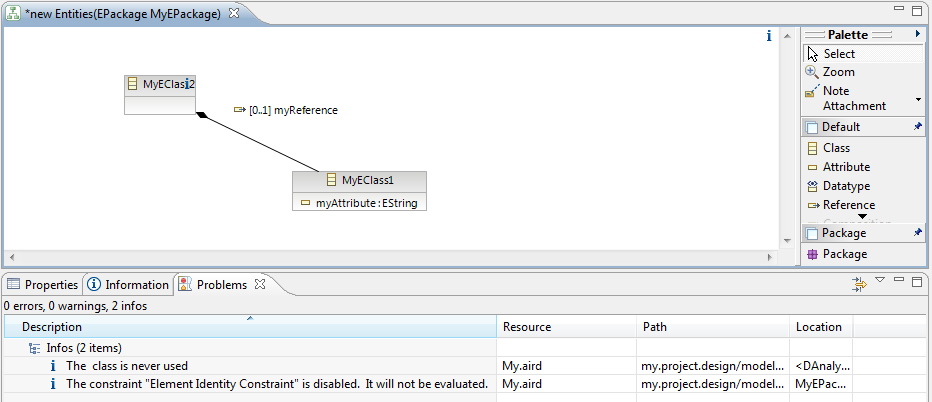 *new Entities(EPackage MyEPackage)
Palette
Select
Zoom
Note
Attachment
Default
Class
Attribute
Datatype
Reference
Package
Package
MyEClass2
[0..1] myReference
MyEClass1
myAttribute : EString
Properties Information Problems
0 errors, 0 warnings, 2 infos
Description Resource Path Location
Infos (2 items)
The class is never used My.aird my.project.design/model... <DAnaly...
The constraint "Element Identity Constraint" is disabled. It will not be evaluated. My.aird my.project.design/model... MyEPac...